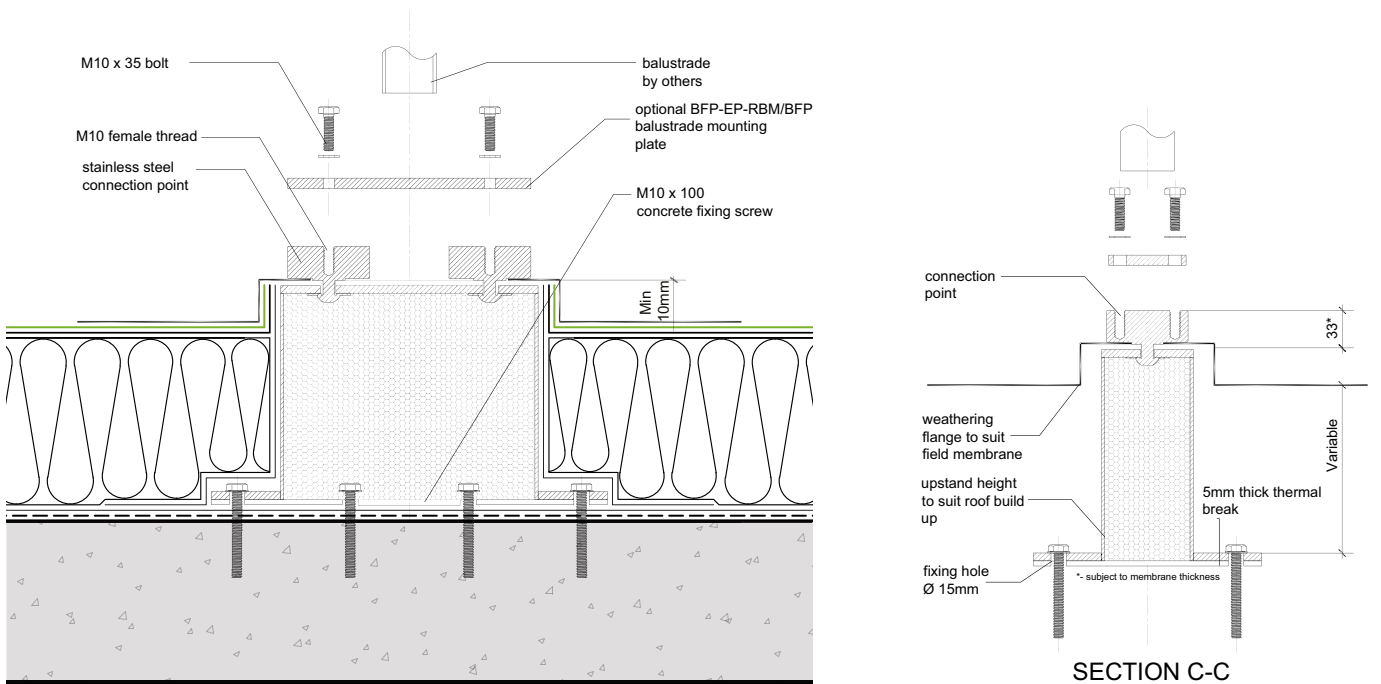 M10 x 35 bolt
M10 female thread
stainless steel
connection point
balustrade
by others
optional BFP-EP-RBM/BFP
balustrade mounting
plate
M10 x 100
concrete fixing screw
Min
10mm
connection
point
33*
weathering
flange to suit
field membrane
Variable
upstand height
to suit roof build
up
5mm thick thermal
break
fixing hole
Ø 15mm
*- subject to membrane thickness
SECTION C-C